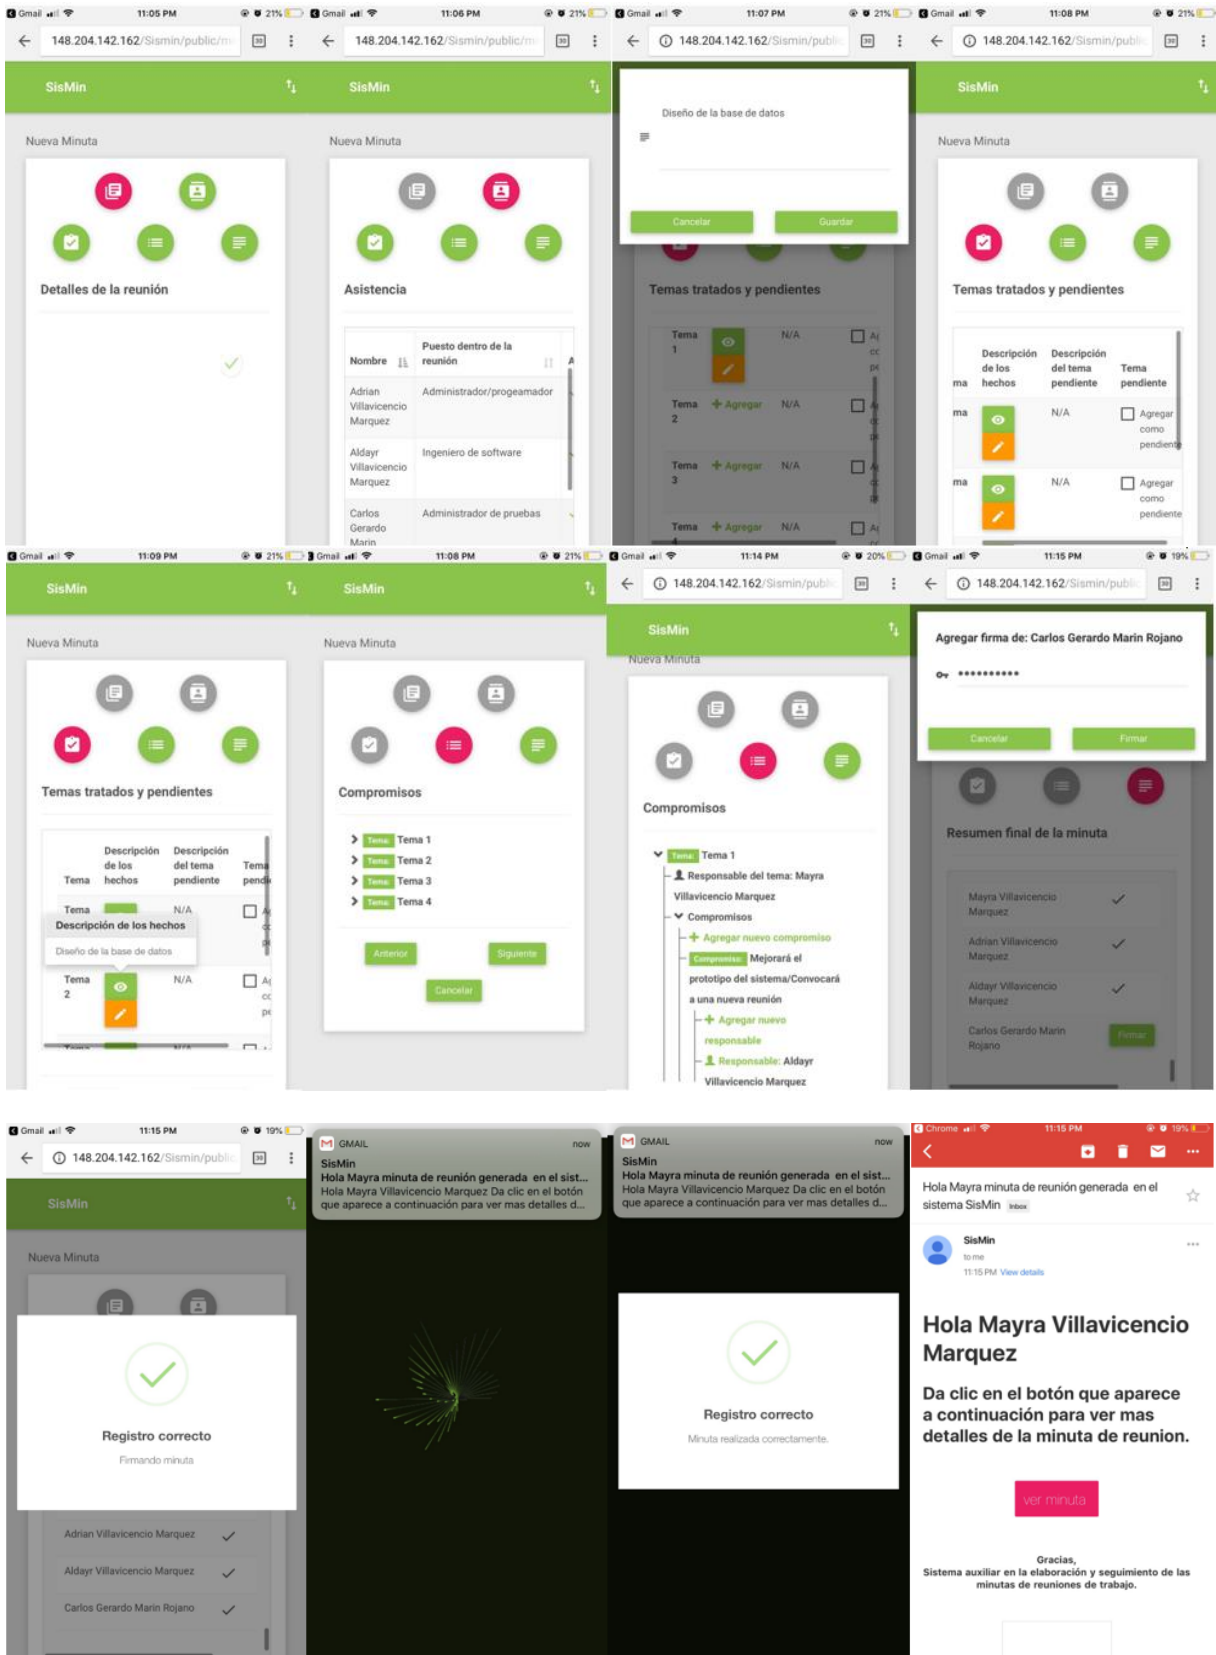 Gmail 11:05 PM 21%
148.204.142.162/Sismin/public/m
SisMin
Nueva Minuta
Detalles de la reunión
Gmail 11:06 PM 21%
148.204.142.162/Sismin/public/m
SisMin
Nueva Minuta
Asistencia
Nombre Puesto dentro de la
reunión A
Adrian
Villavicencio
Marquez Administrador/progeamador
Aldayr
Villavicencio
Marquez Ingeniero de software
Carlos
Gerardo
Marin Administrador de pruebas
Gmail 11:07 PM 21%
148.204.142.162/Sismin/public
Diseño de la base de datos
Cancelar Guardar
Temas tratados y pendientes
Tema
1 N/A
Tema
2 + Agregar N/A
Tema
3 + Agregar N/A
Tema + Agregar N/A
Gmail 11:08 PM 21%
148.204.142.162/Sismin/public
SisMin
Nueva Minuta
Temas tratados y pendientes
ma Descripción
de los
hechos Descripción
del tema
pendiente Tema
pendiente
ma N/A Agregar
como
pendiente
ma N/A Agregar
como
pendiente
Gmail 11:09 PM 21%
SisMin
Nueva Minuta
Temas tratados y pendientes
Tema Descripción
de los
hechos Descripción
del tema
pendiente Tema
pendi
Tema N/A
Descripción de los hechos
Diseño de la base de datos
Tema
2 N/A
Tema N/A
Gmail 11:08 PM 21%
SisMin
Nueva Minuta
Compromisos
Tema: Tema 1
Tema: Tema 2
Tema: Tema 3
Tema: Tema 4
Anterior Siguiente
Cancelar
Gmail 11:14 PM 20%
148.204.142.162/Sismin/public
SisMin
Nueva Minuta
Compromisos
Tema: Tema 1
Responsable del tema: Mayra
Villavicencio Marquez
Compromisos
+ Agregar nuevo compromiso
Compromiso: Mejorará el
prototipo del sistema/Convocará
a una nueva reunión
+ Agregar nuevo
responsable
Responsable: Aldayr
Villavicencio Marquez
Gmail 11:15 PM 19%
148.204.142.162/Sismin/public
Agregar firma de: Carlos Gerardo Marin Rojano
••••••••••
Cancelar Firmar
Resumen final de la minuta
Mayra Villavicencio
Marquez
Adrian Villavicencio
Marquez
Aldayr Villavicencio
Marquez
Carlos Gerardo Marin
Rojano Firmar
Gmail 11:15 PM 19%
148.204.142.162/Sismin/public
SisMin
Nueva Minuta
Registro correcto
Firmando minuta
Adrian Villavicencio Marquez
Aldayr Villavicencio Marquez
Carlos Gerardo Marin Rojano
GMAIL now
SisMin
Hola Mayra minuta de reunión generada en el sist...
Hola Mayra Villavicencio Marquez Da clic en el botón
que aparece a continuación para ver mas detalles d...
GMAIL now
SisMin
Hola Mayra minuta de reunión generada en el sist...
Hola Mayra Villavicencio Marquez Da clic en el botón
que aparece a continuación para ver mas detalles d...
Registro correcto
Minuta realizada correctamente.
Chrome 11:15 PM 19%
Hola Mayra minuta de reunión generada en el
sistema SisMin Inbox
SisMin
to me
11:15 PM View details
Hola Mayra Villavicencio
Marquez
Da clic en el botón que aparece
a continuación para ver mas
detalles de la minuta de reunion.
ver minuta
Gracias,
Sistema auxiliar en la elaboración y seguimiento de las
minutas de reuniones de trabajo.